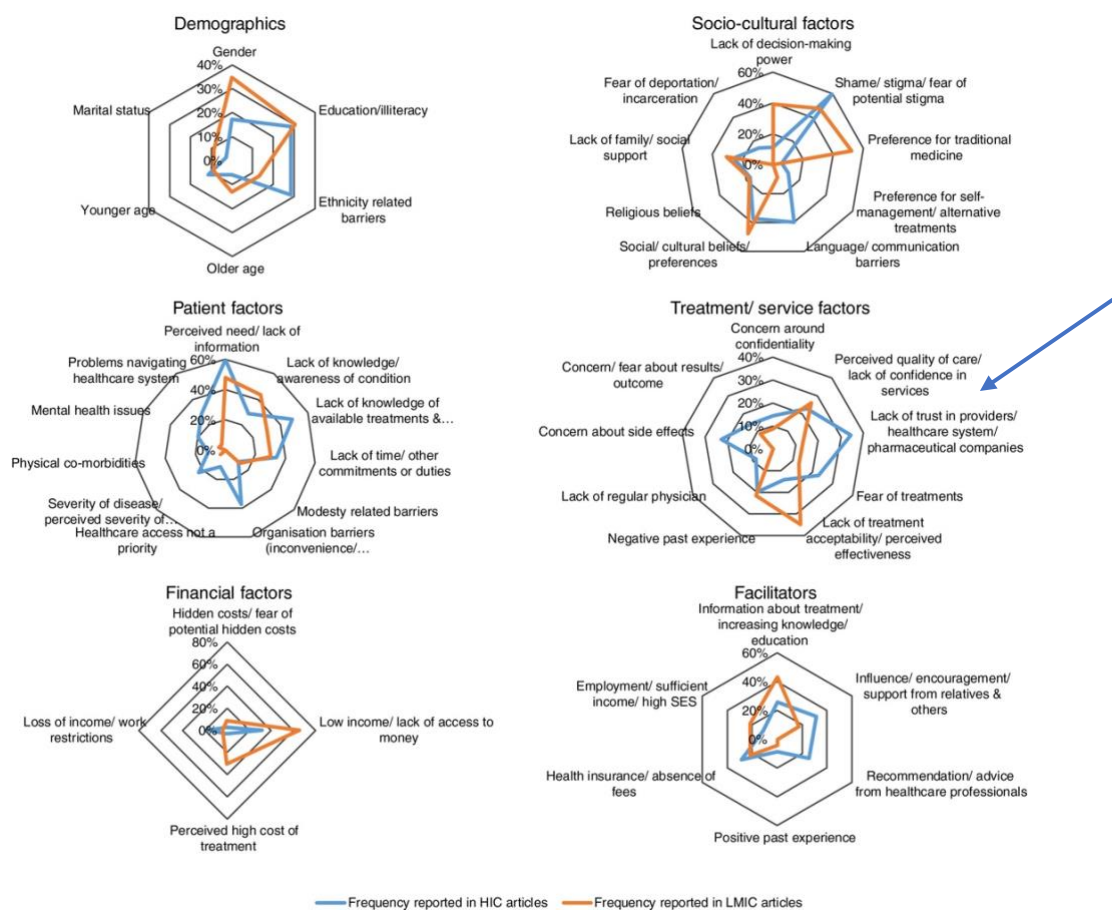 Demographics
Gender
40%
30%
20%
10%
0%
Education/illiteracy
Ethnicity related
barriers
Older age
Younger age
Marital status
Socio-cultural factors
Lack of decision-making
power
60%
40%
20%
0%
Shame/ stigma/ fear of
potential stigma
Preference for traditional
medicine
Preference for self-
management/ alternative
treatments
Language/ communication
barriers
Social/ cultural beliefs/
preferences
Religious beliefs
Lack of family/ social
support
Fear of deportation/
incarceration
Patient factors
Perceived need/ lack of
information
60%
40%
20%
0%
Lack of knowledge/
awareness of condition
Lack of knowledge of
available treatments &...
Lack of time/ other
commitments or duties
Modesty related barriers
Organisation barriers
(inconvenience/...
Healthcare access not a
priority
Severity of disease/
perceived severity of...
Physical co-morbidities
Mental health issues
Problems navigating
healthcare system
Treatment/ service factors
Concern around
confidentiality
40%
30%
20%
10%
0%
Perceived quality of care/
lack of confidence in
services
Lack of trust in providers/
healthcare system/
pharmaceutical companies
Fear of treatments
Lack of treatment
acceptability/ perceived
effectiveness
Negative past experience
Lack of regular physician
Concern about side effects
Concern/ fear about results/
outcome
Financial factors
Hidden costs/ fear of
potential hidden costs
80%
60%
40%
20%
0%
Low income/ lack of access to
money
Perceived high cost of
treatment
Loss of income/ work
restrictions
Facilitators
Information about treatment/
increasing knowledge/
education
60%
40%
20%
0%
Influence/ encouragement/
support from relatives &
others
Recommendation/ advice
from healthcare professionals
Positive past experience
Health insurance/ absence of
fees
Employment/ sufficient
income/ high SES
Frequency reported in HIC articles
Frequency reported in LMIC articles